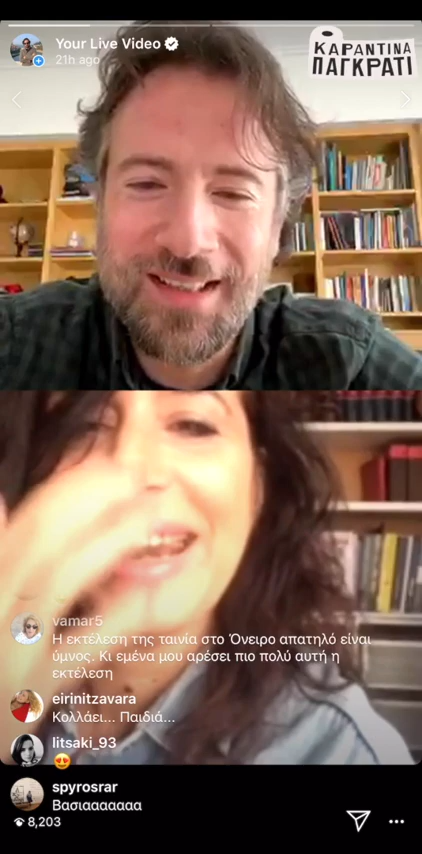 Your Live Video
21h ago
ΚΑΡΑΝΤΙΝΑ
ΠΑΓΚΡΑΤΙ
vamar5
Η εκτέλεση της ταινία στο Όνειρο απατηλό είναι
ύμνος. Κι εμένα μου αρέσει πιο πολύ αυτή η
εκτέλεση
eirinitzavara
Κολλάει... Παιδιά...
litsaki_93
😍
spyrosrar
Βασιααααααα
8,203